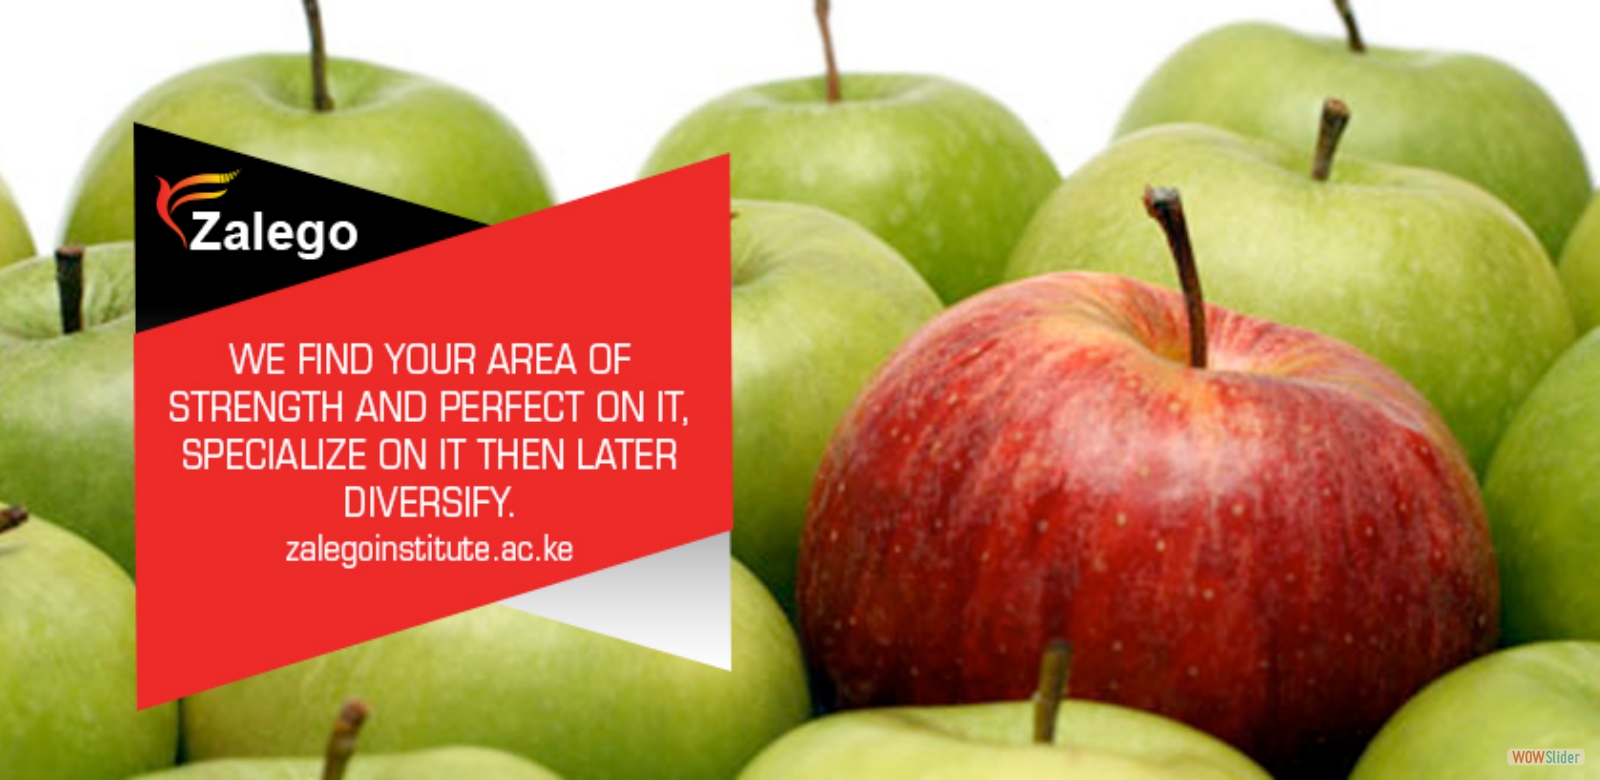 Zalego
WE FIND YOUR AREA OF
STRENGTH AND PERFECT ON IT,
SPECIALIZE ON IT THEN LATER
DIVERSIFY.
zalegoinstitute.ac.ke
WOWSlider